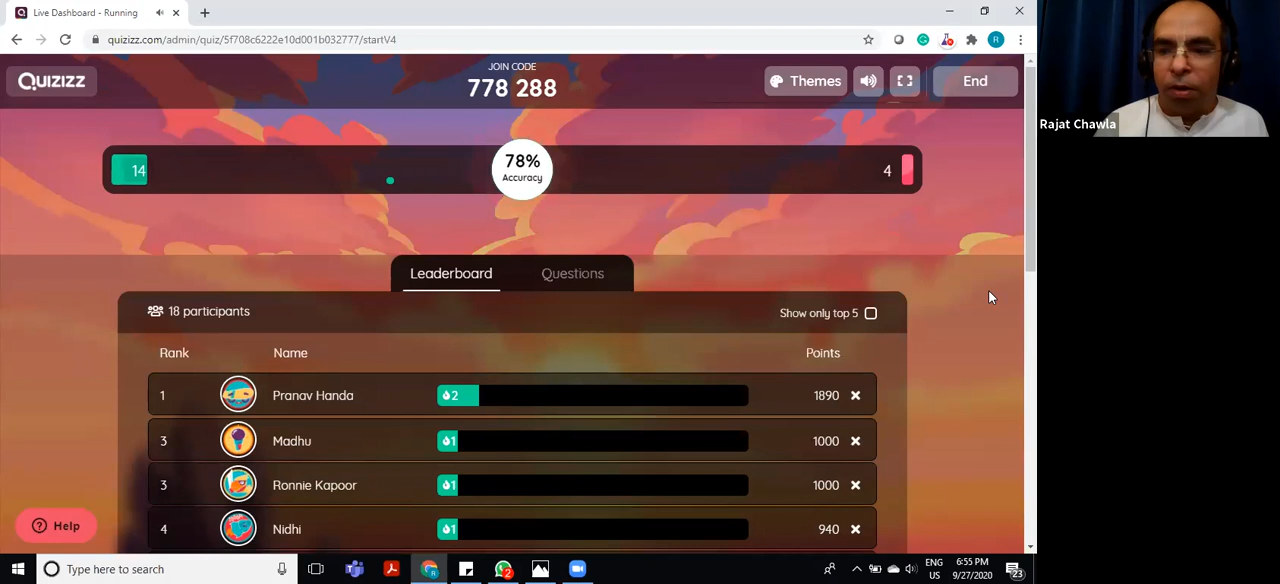 Live Dashboard - Running
quizizz.com/admin/quiz/5f708c6222e10d001b032777/startV4
R
Rajat Chawla
QUIZIZZ
JOIN CODE
778 288
Themes
End
14
78%
Accuracy
4
Leaderboard
Questions
18 participants
Show only top 5
Rank
Name
Points
1
Pranav Handa
2
1890
3
Madhu
1
1000
3
Ronnie Kapoor
1
1000
4
Nidhi
1
940
Help
Type here to search
2
ENG
US
6:55 PM
9/27/2020
23